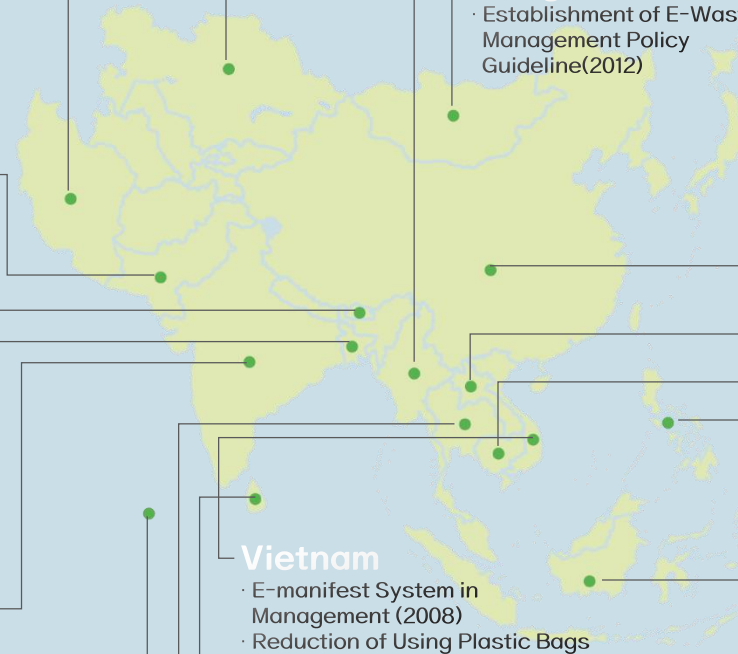 · Establishment of E-Was
Management Policy
Guideline(2012)
Vietnam
· E-manifest System in
Management (2008)
· Reduction of Using Plastic Bags